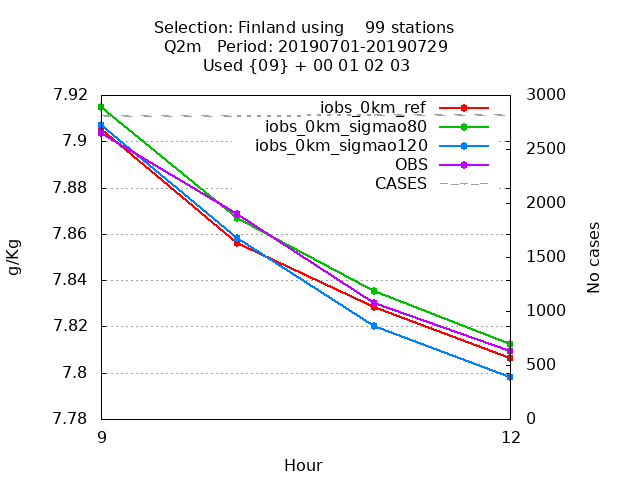 Selection: Finland using    99 stations
Q2m   Period: 20190701-20190729
Used {09} + 00 01 02 03
7.92
7.9
7.88
7.86
7.84
7.82
7.8
7.78
g/Kg
iobs_0km_ref
iobs_0km_sigmao80
iobs_0km_sigmao120
OBS
CASES
3000
2500
2000
1500
1000
500
0
No cases
9
12
Hour